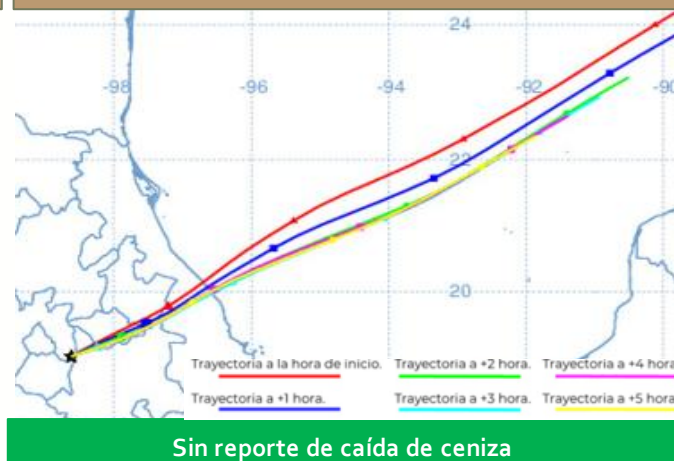 24
-98 -96 -94 -92 -90
22
20
Trayectoria a la hora de inicio. Trayectoria a +2 hora. Trayectoria a +4 hora
Trayectoria a +1 hora. Trayectoria a +3 hora. Trayectoria a +5 hora
Sin reporte de caída de ceniza